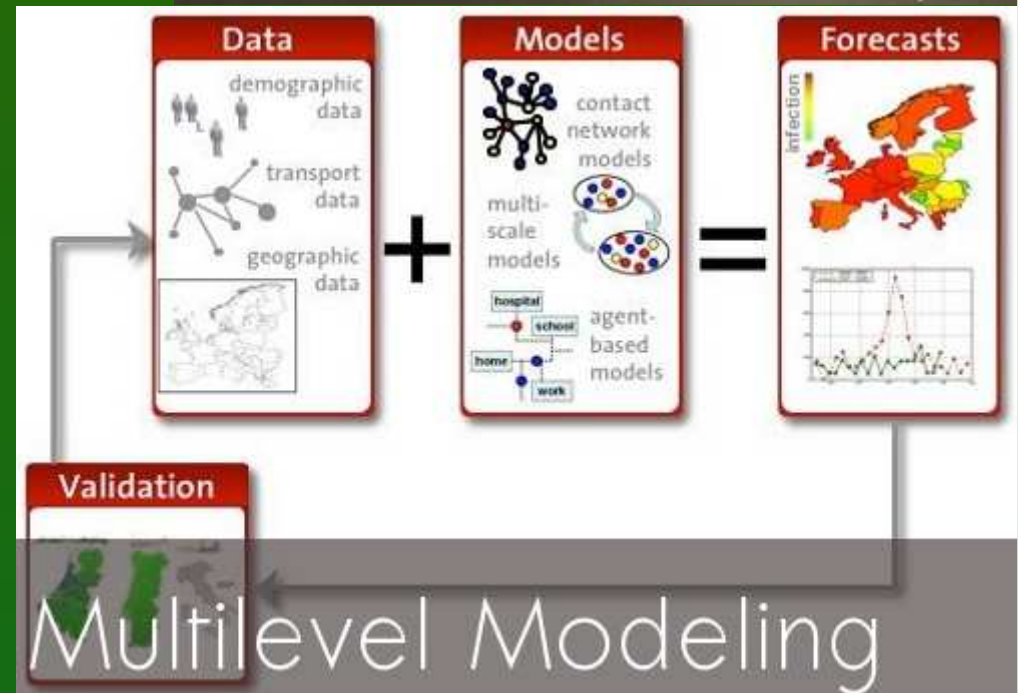 Data
demographic
data
transport
data
geographic
data
Models
contact
network
models
multi-
scale
models
hospital
school
home
work
agent-
based
models
Forecasts
infection
Validation
Multilevel Modeling